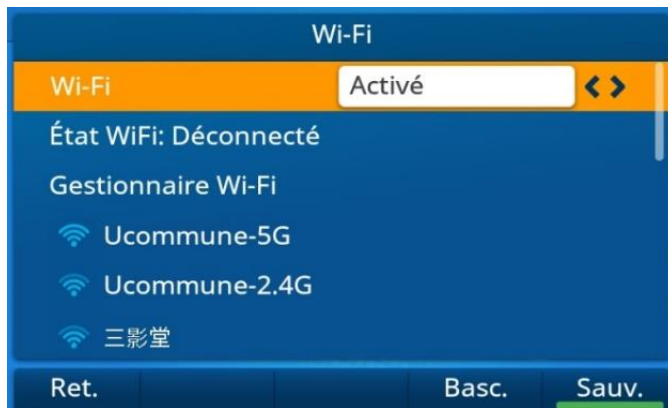 Wi-Fi
Wi-Fi Activé
État WiFi: Déconnecté
Gestionnaire Wi-Fi
Ucommune-5G
Ucommune-2.4G
三影堂
Ret. Basc. Sauv.